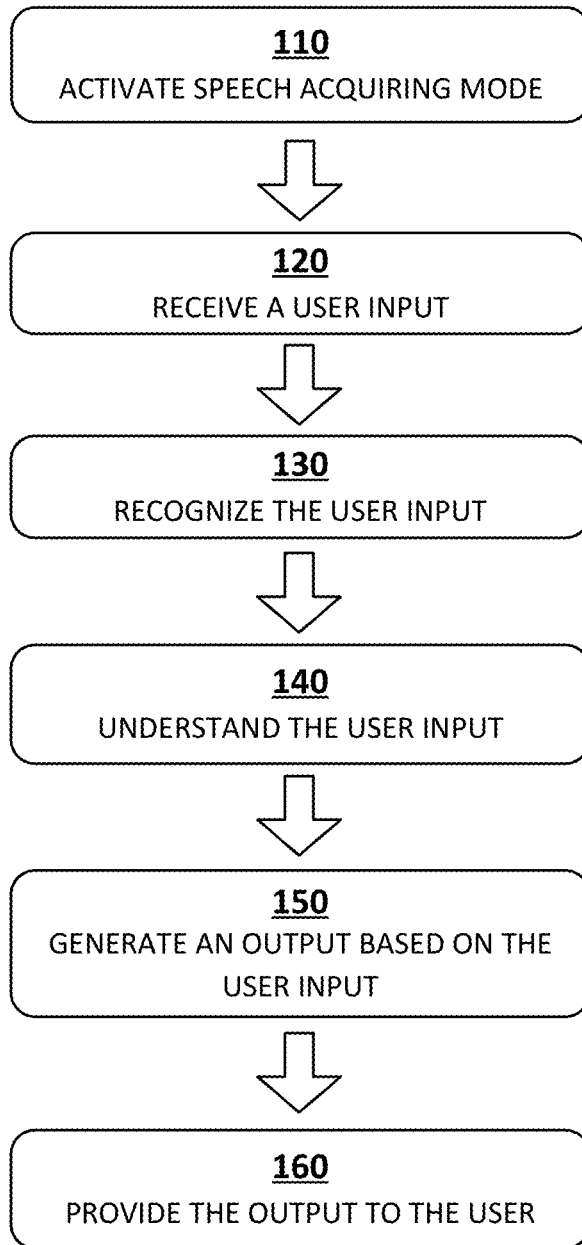 110
ACTIVATE SPEECH ACQUIRING MODE
120
RECEIVE A USER INPUT
130
RECOGNIZE THE USER INPUT
140
UNDERSTAND THE USER INPUT
150
GENERATE AN OUTPUT BASED ON THE
USER INPUT
160
PROVIDE THE OUTPUT TO THE USER